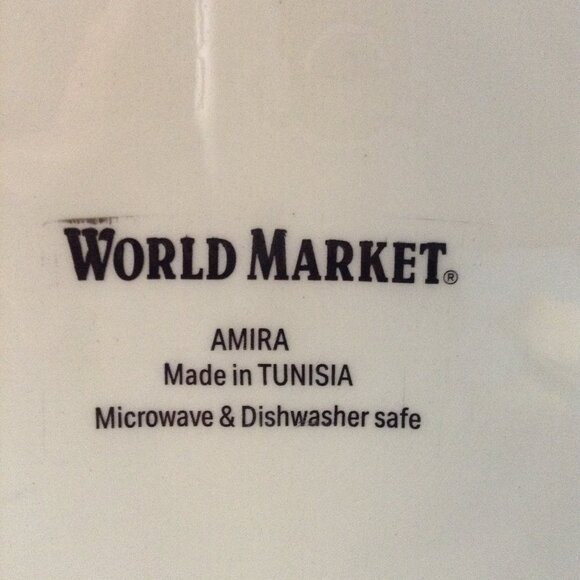 WORLD MARKET®
AMIRA
Made in TUNISIA
Microwave & Dishwasher safe